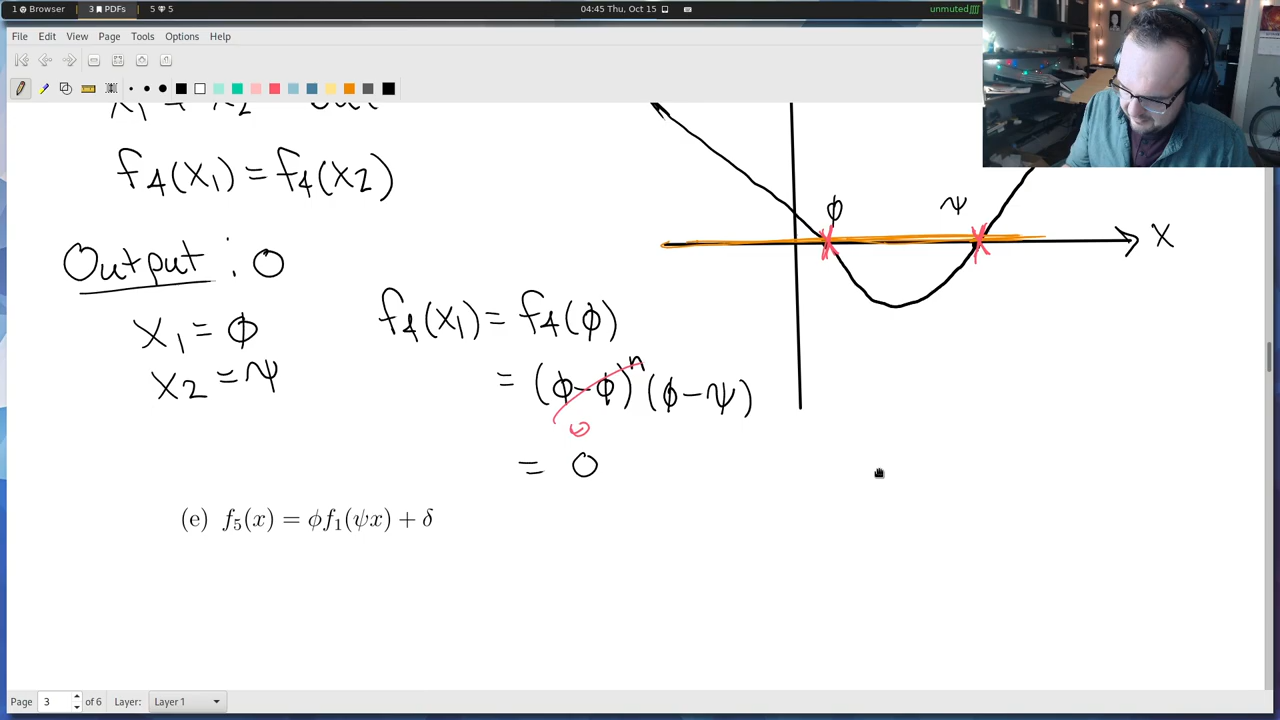 1 Browser 3 PDFs 5 5 04:45 Thu, Oct 15 unmuted
File Edit View Page Tools Options Help
f4(x1) = f4(x2)
Output : 0
x1 = ϕ
x2 = ψ
f4(x1) = f4(ϕ)
= (ϕ-ϕ)^n (ϕ-ψ)
0
= 0
ϕ ψ
X
(e) f5(x) = ϕf1(ψx) + δ
Page 3 of 6 Layer: Layer 1